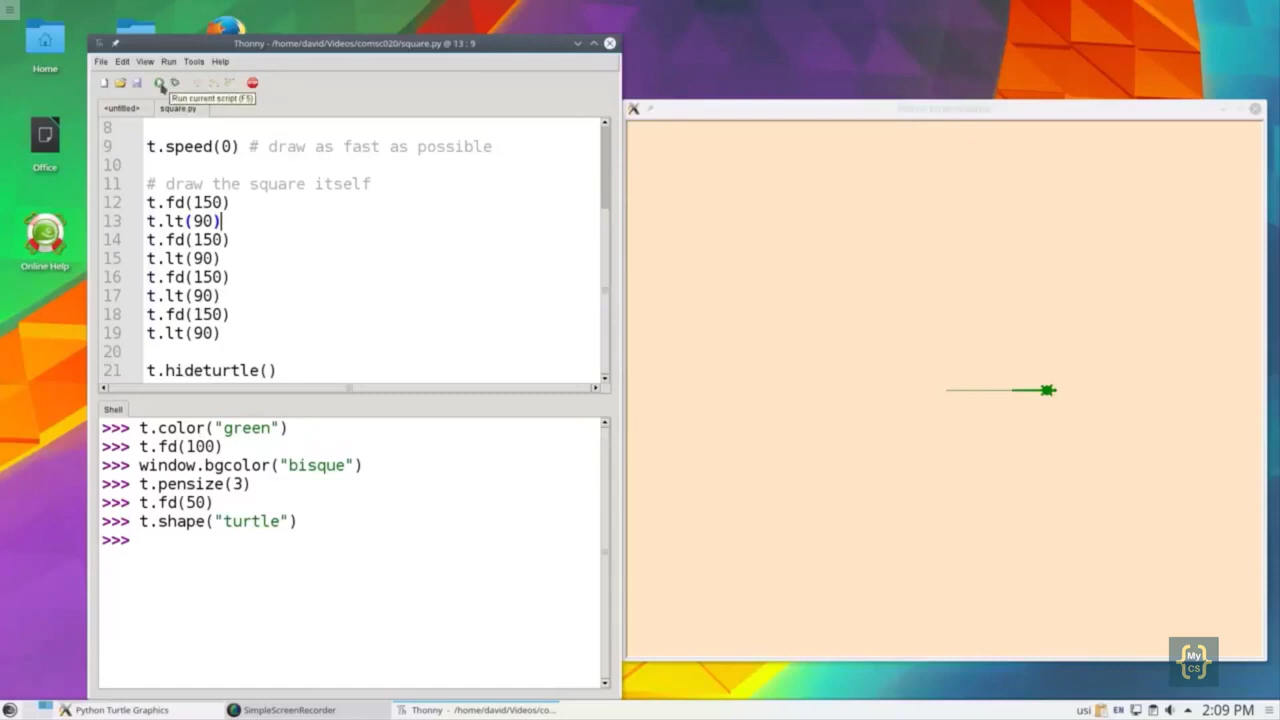 Thonny - /home/david/Videos/comsc020/square.py @ 13 : 9
Home
File Edit View Run Tools Help
Run current script (F5)
<untitled> square.py
8
9 t.speed(0) # draw as fast as possible
10
11 # draw the square itself
12 t.fd(150)
13 t.lt(90)
14 t.fd(150)
15 t.lt(90)
16 t.fd(150)
17 t.lt(90)
18 t.fd(150)
19 t.lt(90)
20
21 t.hideturtle()
Office
Online Help
Shell
>>> t.color("green")
>>> t.fd(100)
>>> window.bgcolor("bisque")
>>> t.pensize(3)
>>> t.fd(50)
>>> t.shape("turtle")
>>>
{My CS}
Python Turtle Graphics
SimpleScreenRecorder
Thonny - /home/david/Videos/co...
usi EN 2:09 PM